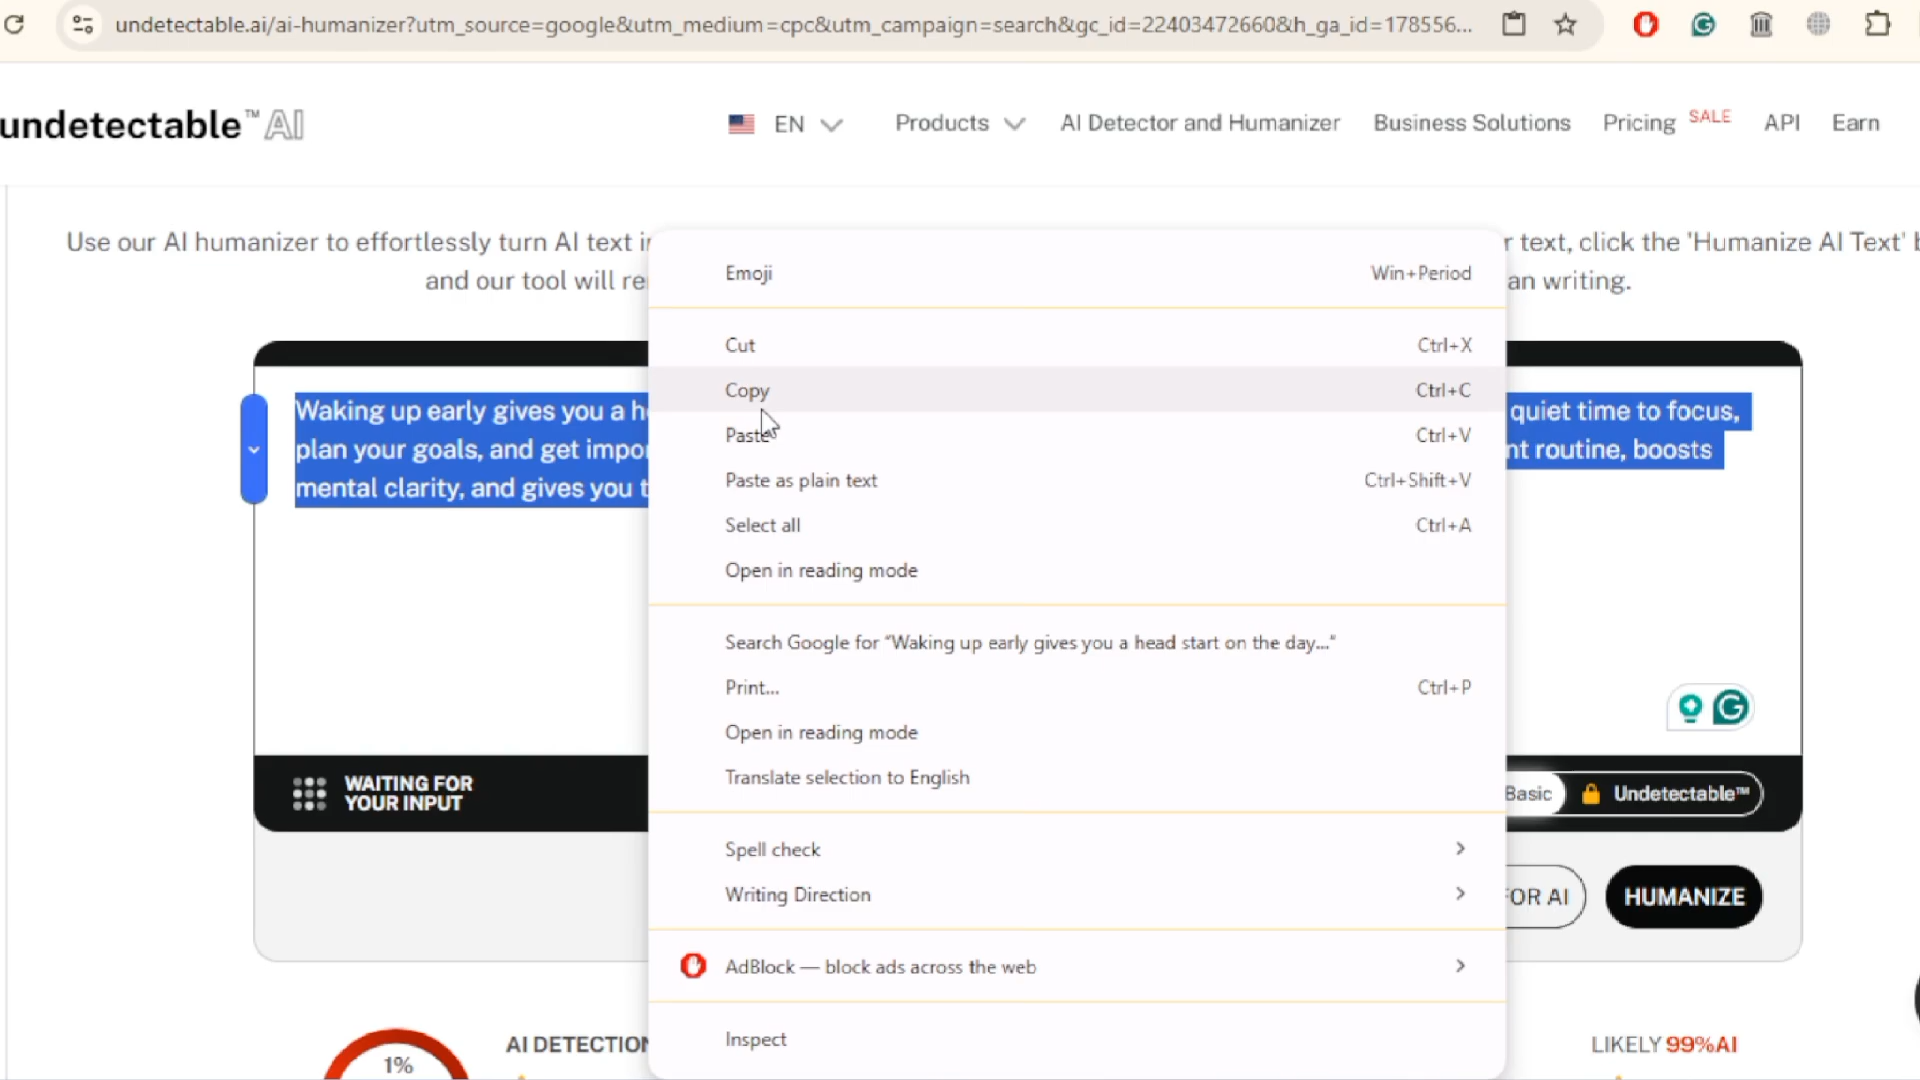 undetectable.ai/ai-humanizer?utm_source=google&utm_medium=cpc&utm_campaign=search&gc_id=22403472660&h_ga_id=178556...
undetectable™ AI
EN
Products
AI Detector and Humanizer
Business Solutions
Pricing SALE
API
Earn
Use our AI humanizer to effortlessly turn AI text
r text, click the 'Humanize AI Text'
and our tool will
an writing.
Emoji Win+Period
Cut Ctrl+X
Copy Ctrl+C
Paste Ctrl+V
Paste as plain text Ctrl+Shift+V
Select all Ctrl+A
Open in reading mode
Search Google for “Waking up early gives you a head start on the day...“
Print... Ctrl+P
Open in reading mode
Translate selection to English
Spell check
Writing Direction
AdBlock — block ads across the web
Inspect
Waking up early gives you a
quiet time to focus,
plan your goals, and get
nt routine, boosts
mental clarity, and gives you
WAITING FOR
YOUR INPUT
Basic
Undetectable™
FOR AI
HUMANIZE
1%
AI DETECTION
LIKELY 99%AI